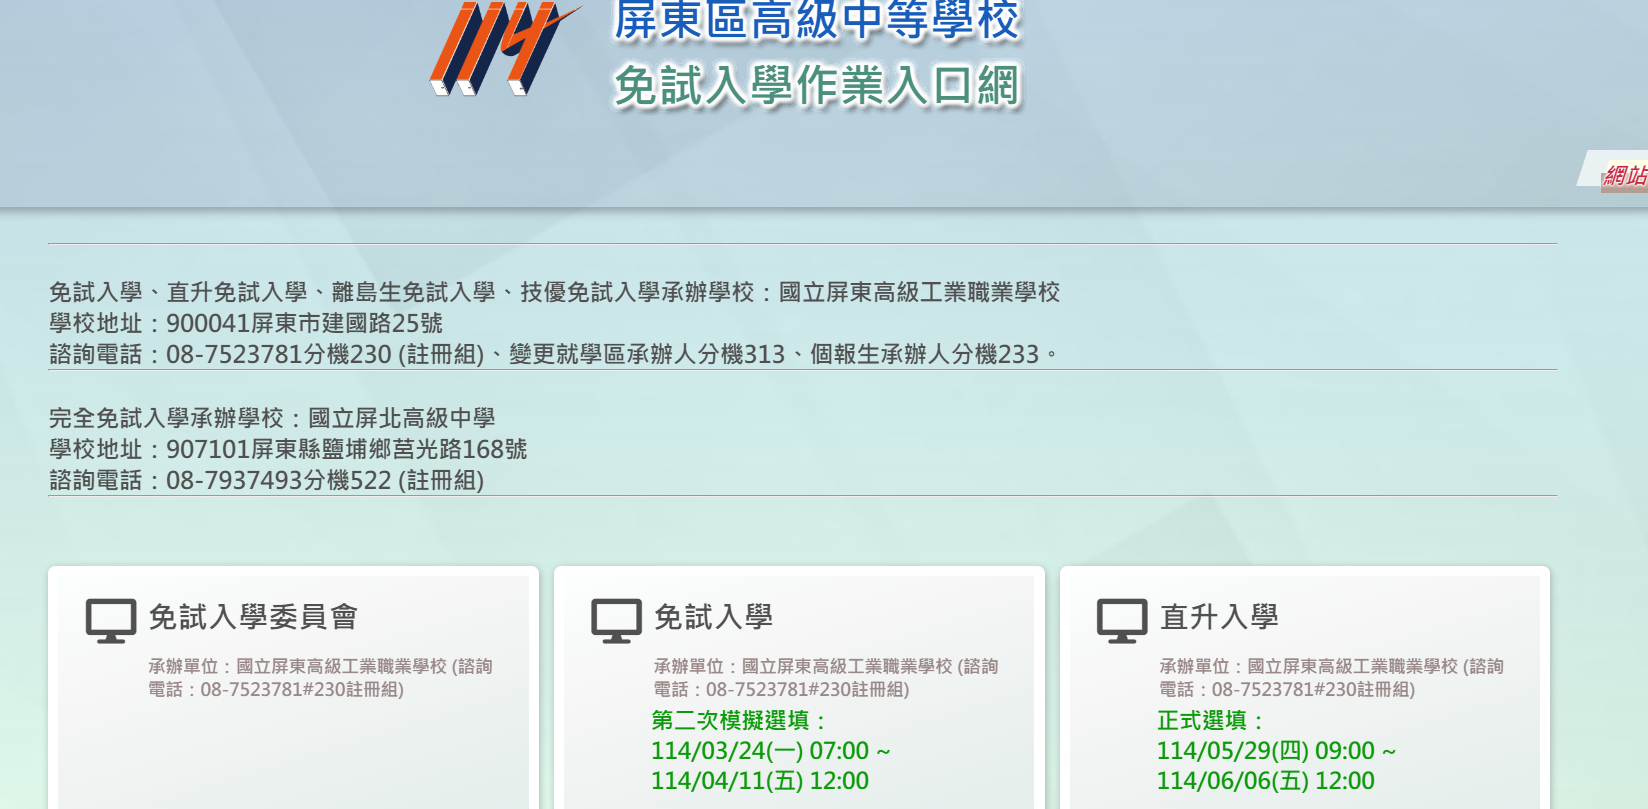 屏東區高級中等學校
免試入學作業入口網
網站
免試入學、直升免試入學、離島生免試入學、技優免試入學承辦學校：國立屏東高級工業職業學校
學校地址：900041屏東市建國路25號
諮詢電話：08-7523781分機230 (註冊組)、變更就學區承辦人分機313、個報生承辦人分機233。
完全免試入學承辦學校：國立屏北高級中學
學校地址：907101屏東縣鹽埔鄉莒光路168號
諮詢電話：08-7937493分機522 (註冊組)
免試入學委員會
承辦單位：國立屏東高級工業職業學校 (諮詢
電話：08-7523781#230註冊組)
免試入學
承辦單位：國立屏東高級工業職業學校 (諮詢
電話：08-7523781#230註冊組)
第二次模擬選填：
114/03/24(一) 07:00 ~
114/04/11(五) 12:00
直升入學
承辦單位：國立屏東高級工業職業學校 (諮詢
電話：08-7523781#230註冊組)
正式選填：
114/05/29(四) 09:00 ~
114/06/06(五) 12:00